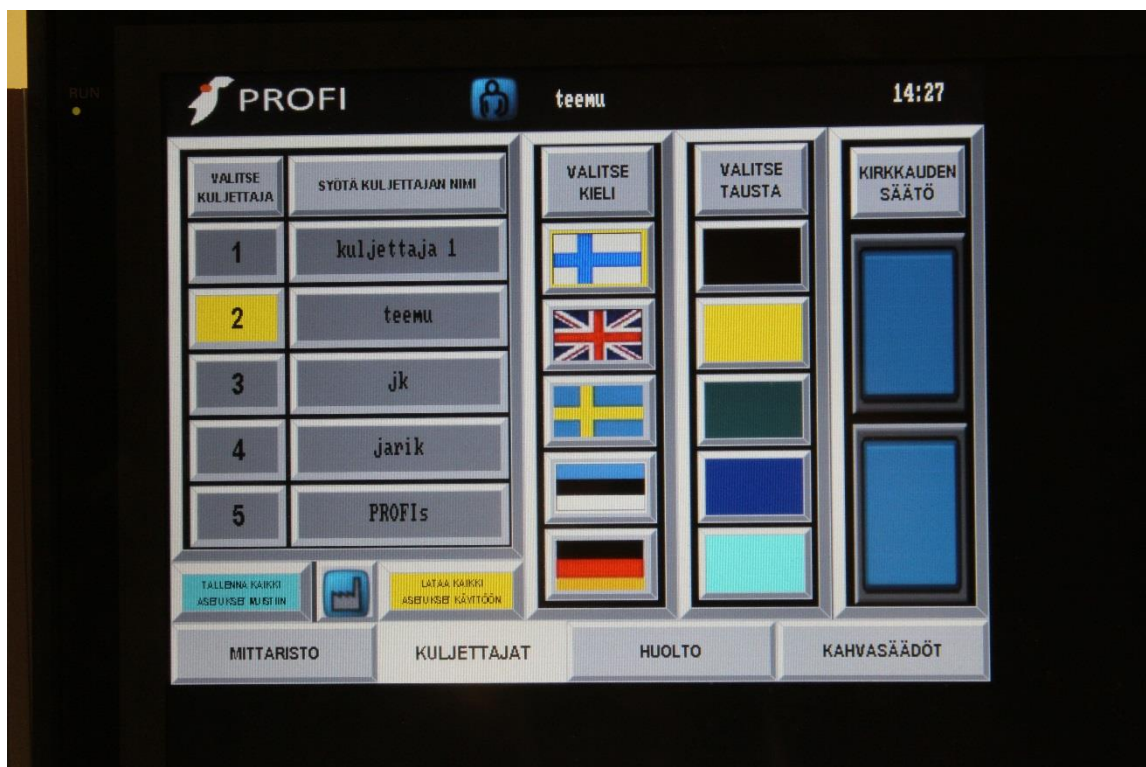 RUN
PROFI
teemu
14:27
VALITSE
KULJETTAJA
SYÖTÄ KULJETTAJAN NIMI
VALITSE
KIELI
VALITSE
TAUSTA
KIRKKAUDEN
SÄÄTÖ
1
kuljettaja 1
2
teemu
3
jk
4
jarik
5
PROFIs
TALLENNA KAIKKI
ASETUKSET MUISTIIN
LATAA KAIKKI
ASETUKSET KÄYTTÖÖN
MITTARISTO
KULJETTAJAT
HUOLTO
KAHVASÄÄDÖT